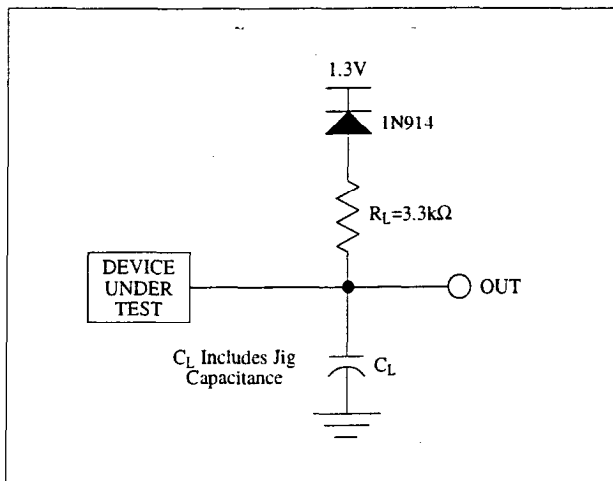 1.3V
1N914
R_L=3.3kΩ
DEVICE
UNDER
TEST
OUT
C_L Includes Jig
Capacitance
C_L